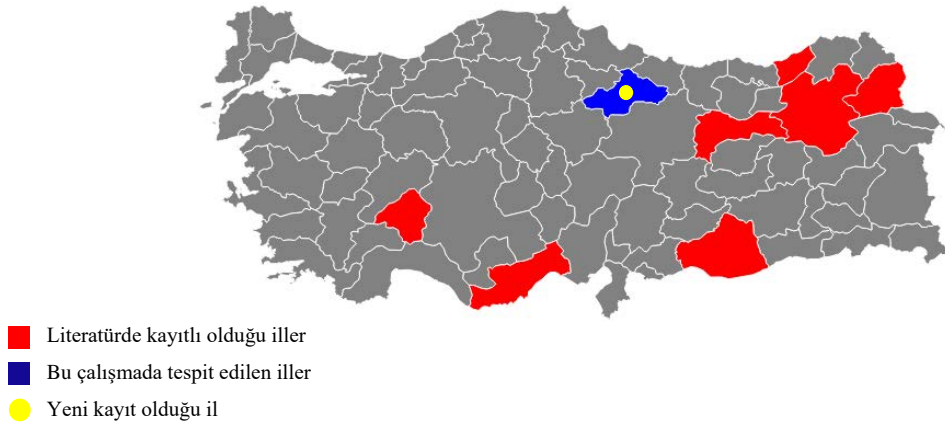 Literatürde kayıtlı olduğu iller
Bu çalışmada tespit edilen iller
Yeni kayıt olduğu il